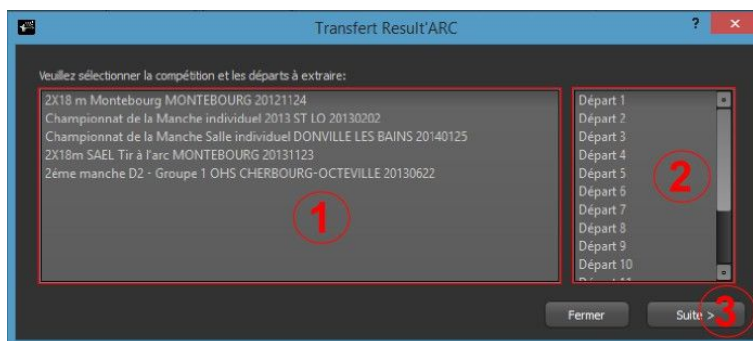 Transfert Result'ARC
?
x
Veuillez sélectionner la compétition et les départs à extraire:
2X18 m Montebourg MONTEBOURG 20121124
Championnat de la Manche individuel 2013 ST LO 20130202
Championnat de la Manche Salle individuel DONVILLE LES BAINS 20140125
2X18m SAEL Tir à l'arc MONTEBOURG 20131123
2éme manche D2 - Groupe 1 OHS CHERBOURG-OCTEVILLE 20130622
1
Départ 1
Départ 2
Départ 3
Départ 4
Départ 5
Départ 6
Départ 7
Départ 8
Départ 9
Départ 10
2
Fermer
Suite >
3